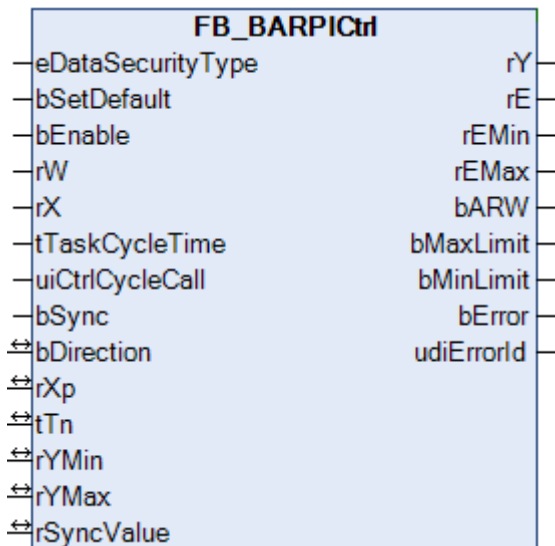 FB_BARPICtrl
eDataSecurityType rY
bSetDefault rE
bEnable rEMin
rW rEMax
rX bARW
tTaskCycleTime bMaxLimit
uiCtrlCycleCall bMinLimit
bSync bError
bDirection udiErrorId
rXp
tTn
rYMin
rYMax
rSyncValue